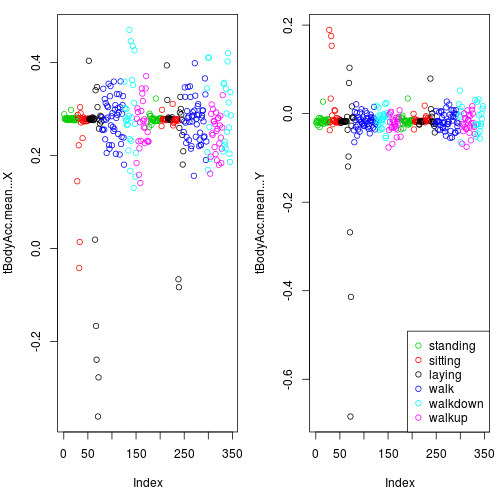 tBodyAcc.mean...X
0.4
0.2
0.0
-0.2
0 50 150 250 350
Index
tBodyAcc.mean...Y
0.2
0.0
-0.2
-0.4
-0.6
0 50 150 250 350
Index
standing
sitting
laying
walk
walkdown
walkup